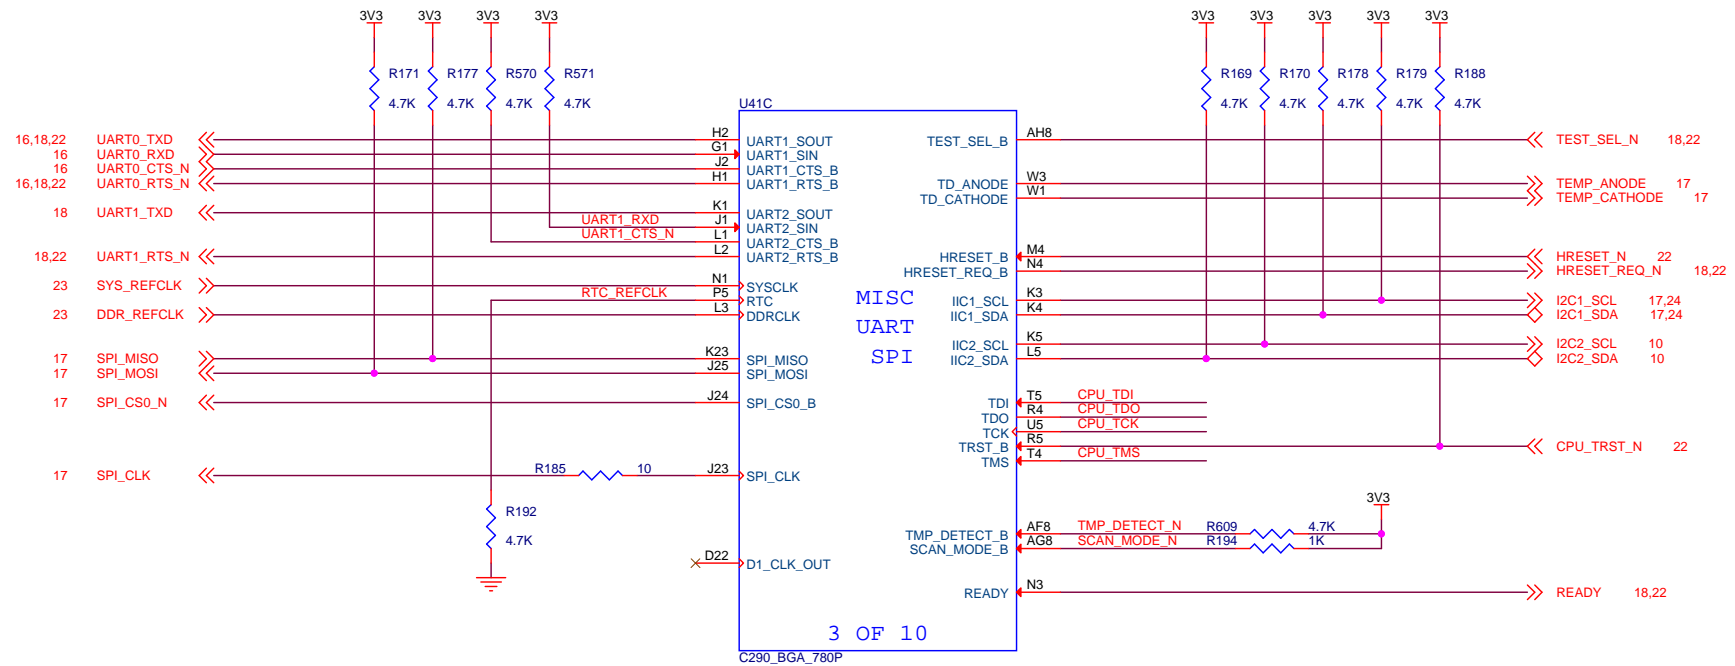 3V3 3V3 3V3 3V3 3V3 3V3 3V3 3V3 3V3
R171 R177 R570 R571 R169 R170 R178 R179 R188
4.7K 4.7K 4.7K 4.7K 4.7K 4.7K 4.7K 4.7K 4.7K
U41C
16,18,22 UART0_TXD H2 UART1_SOUT TEST_SEL_B AH8 TEST_SEL_N 18,22
16 UART0_RXD G1 UART1_SIN
16 UART0_CTS_N J2 UART1_CTS_B
16,18,22 UART0_RTS_N H1 UART1_RTS_B TD_ANODE W3 TEMP_ANODE 17
TD_CATHODE W1 TEMP_CATHODE 17
18 UART1_TXD K1 UART2_SOUT
UART1_RXD J1 UART2_SIN
UART1_CTS_N L1 UART2_CTS_B
18,22 UART1_RTS_N L2 UART2_RTS_B HRESET_B M4 HRESET_N 22
HRESET_REQ_B N4 HRESET_REQ_N 18,22
23 SYS_REFCLK N1 SYSCLK
RTC_REFCLK P5 RTC MISC IIC1_SCL K3 I2C1_SCL 17,24
23 DDR_REFCLK L3 DDRCLK IIC1_SDA K4 I2C1_SDA 17,24
UART
IIC2_SCL K5 I2C2_SCL 10
17 SPI_MISO K23 SPI_MISO SPI IIC2_SDA L5 I2C2_SDA 10
17 SPI_MOSI J25 SPI_MOSI
17 SPI_CS0_N J24 SPI_CS0_B TDI T5 CPU_TDI
TDO R4 CPU_TDO
TCK U5 CPU_TCK
TRST_B R5 CPU_TRST_N 22
TMS T4 CPU_TMS
17 SPI_CLK R185 10 J23 SPI_CLK
3V3
R192
4.7K
TMP_DETECT_B AF8 TMP_DETECT_N R609 4.7K
SCAN_MODE_B AG8 SCAN_MODE_N R194 1K
D22 D1_CLK_OUT
READY N3 READY 18,22
3 OF 10
C290_BGA_780P